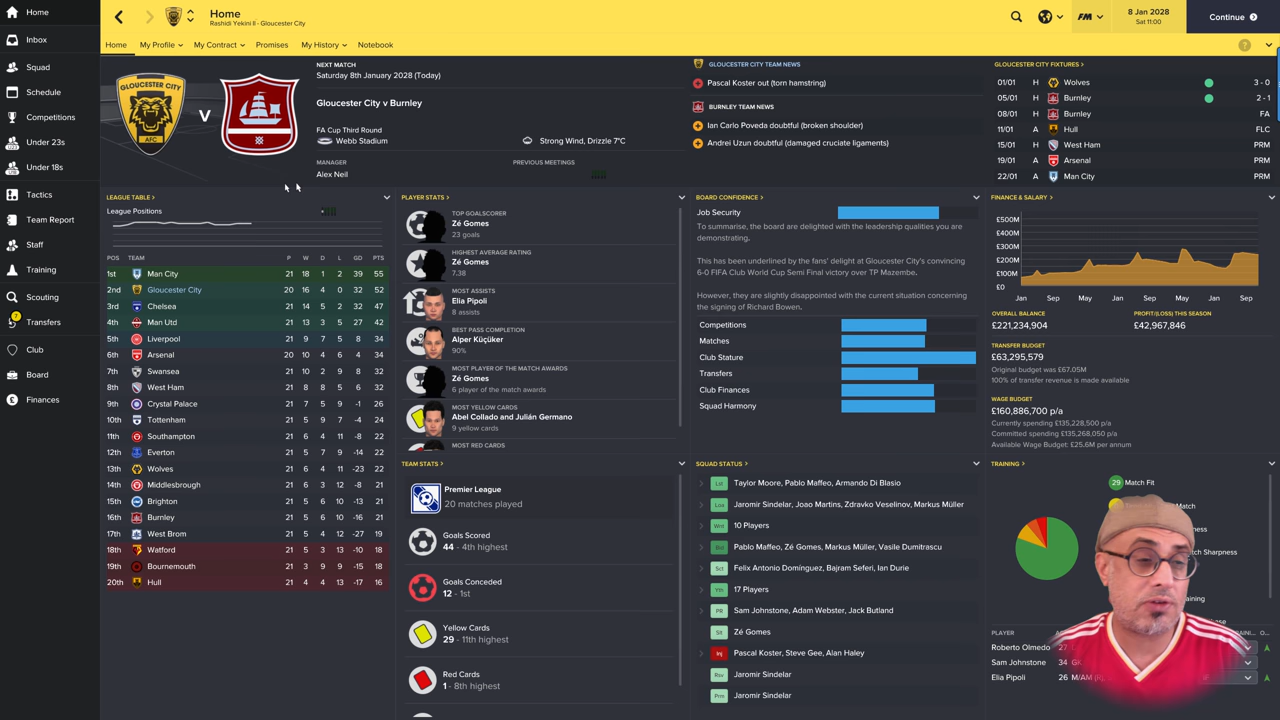 Home
Inbox
Squad
Schedule
Competitions
Under 23s
Under 18s
Tactics
Team Report
Staff
Training
Scouting
7
Transfers
Club
Board
Finances
Home
Rashidi Yekini II - Gloucester City
FM
8 Jan 2028
Sat 11:00
Continue
Home
My Profile
My Contract
Promises
My History
Notebook
GLOUCESTER CITY
AFC
V
NEXT MATCH
Saturday 8th January 2028 (Today)
Gloucester City v Burnley
FA Cup Third Round
Webb Stadium
Strong Wind, Drizzle 7°C
MANAGER
Alex Neil
PREVIOUS MEETINGS
GLOUCESTER CITY TEAM NEWS
Pascal Koster out (torn hamstring)
BURNLEY TEAM NEWS
Ian Carlo Poveda doubtful (broken shoulder)
Andrei Uzun doubtful (damaged cruciate ligaments)
GLOUCESTER CITY FIXTURES >
01/01 H Wolves 3 - 0
05/01 H Burnley 2 - 1
08/01 H Burnley FA
11/01 A Hull FLC
15/01 H West Ham PRM
19/01 A Arsenal PRM
22/01 A Man City PRM
LEAGUE TABLE >
League Positions
POS TEAM P W D L GD PTS
1st Man City 21 18 1 2 39 55
2nd Gloucester City 20 16 4 0 32 52
3rd Chelsea 21 14 5 2 32 47
4th Man Utd 21 13 3 5 27 42
5th Liverpool 21 9 7 5 8 34
6th Arsenal 20 10 4 6 4 34
7th Swansea 21 10 2 9 8 32
8th West Ham 21 8 8 5 6 32
9th Crystal Palace 21 7 5 9 -1 26
10th Tottenham 21 5 9 7 -4 24
11th Southampton 21 6 4 11 -8 22
12th Everton 21 5 7 9 -14 22
13th Wolves 21 6 4 11 -23 22
14th Middlesbrough 21 6 3 12 -8 21
15th Brighton 21 5 6 10 -13 21
16th Burnley 21 5 6 10 -16 21
17th West Brom 21 5 4 12 -27 19
18th Watford 21 5 3 13 -10 18
19th Bournemouth 21 3 9 9 -15 18
20th Hull 21 4 4 13 -17 16
PLAYER STATS >
TOP GOALSCORER
Zé Gomes
23 goals
HIGHEST AVERAGE RATING
Zé Gomes
7.38
MOST ASSISTS
Elia Pipoli
8 assists
BEST PASS COMPLETION
Alper Küçüker
90%
MOST PLAYER OF THE MATCH AWARDS
Zé Gomes
6 player of the match awards
MOST YELLOW CARDS
Abel Collado and Julián Germano
9 yellow cards
MOST RED CARDS
TEAM STATS >
Premier League
20 matches played
Goals Scored
44 - 4th highest
Goals Conceded
12 - 1st
Yellow Cards
29 - 11th highest
Red Cards
1 - 8th highest
BOARD CONFIDENCE >
Job Security
To summarise, the board are delighted with the leadership qualities you are
demonstrating.
This has been underlined by the fans' delight at Gloucester City's convincing
6-0 FIFA Club World Cup Semi Final victory over TP Mazembe.
However, they are slightly disappointed with the current situation concerning
the signing of Richard Bowen.
Competitions
Matches
Club Stature
Transfers
Club Finances
Squad Harmony
SQUAD STATUS >
Lst Taylor Moore, Pablo Maffeo, Armando Di Blasio
Loa Jaromir Sindelar, Joao Martins, Zdravko Veselinov, Markus Müller
Wnt 10 Players
Pablo Maffeo, Zé Gomes, Markus Müller, Vasile Dumitrascu
Sct Felix Antonio Domínguez, Bajram Seferi, Ian Durie
Yth 17 Players
PR Sam Johnstone, Adam Webster, Jack Butland
Slt Zé Gomes
Inj Pascal Koster, Steve Gee, Alan Haley
Rsv Jaromir Sindelar
Prm Jaromir Sindelar
FINANCE & SALARY >
£500M
£400M
£300M
£200M
£100M
£0
Jan Sep May Jan Sep May Jan Sep
OVERALL BALANCE
£221,234,904
PROFIT/(LOSS) THIS SEASON
£42,967,846
TRANSFER BUDGET
£63,295,579
Original budget was £67.05M
100% of transfer revenue is made available
WAGE BUDGET
£160,886,700 p/a
Currently spending £135,228,500 p/a
Committed spending £135,268,050 p/a
Available Wage Budget: £25.6M per annum
TRAINING >
29 Match Fit
Match
Match Sharpness
PLAYER
Roberto Olmedo 27
Sam Johnstone 34 GK
Elia Pipoli 26 M/AM